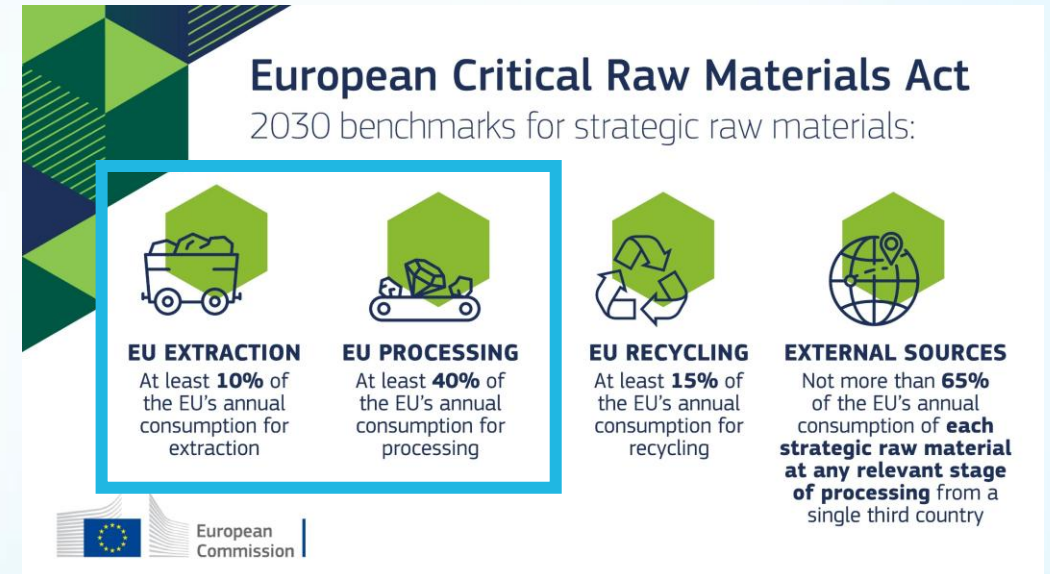 European Critical Raw Materials Act
2030 benchmarks for strategic raw materials:
EU EXTRACTION
At least 10% of
the EU's annual
consumption for
extraction
EU PROCESSING
At least 40% of
the EU's annual
consumption for
processing
EU RECYCLING
At least 15% of
the EU's annual
consumption for
recycling
EXTERNAL SOURCES
Not more than 65%
of the EU's annual
consumption of each
strategic raw material
at any relevant stage
of processing from a
single third country
European
Commission